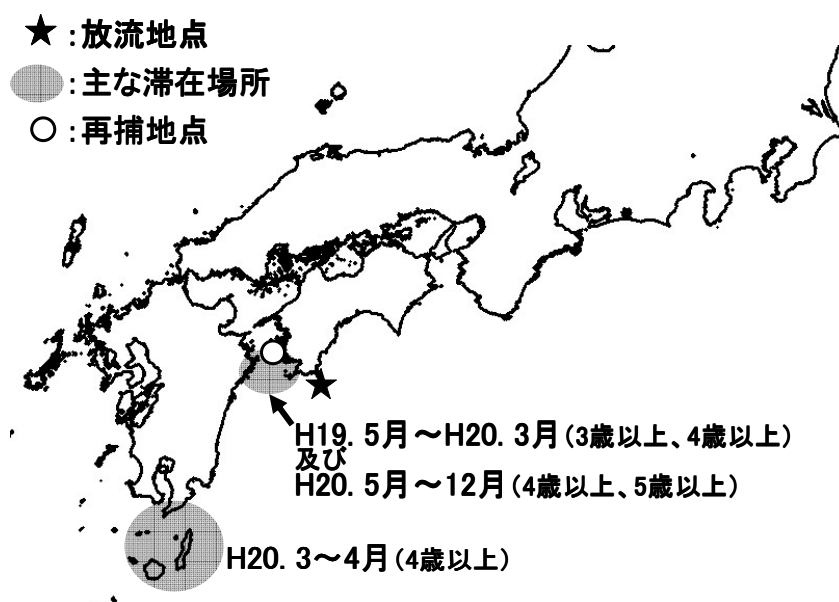 ★：放流地点
：主な滞在場所
○：再捕地点
H19. 5月～H20. 3月（3歳以上、4歳以上）
及び
H20. 5月～12月（4歳以上、5歳以上）
H20. 3～4月（4歳以上）